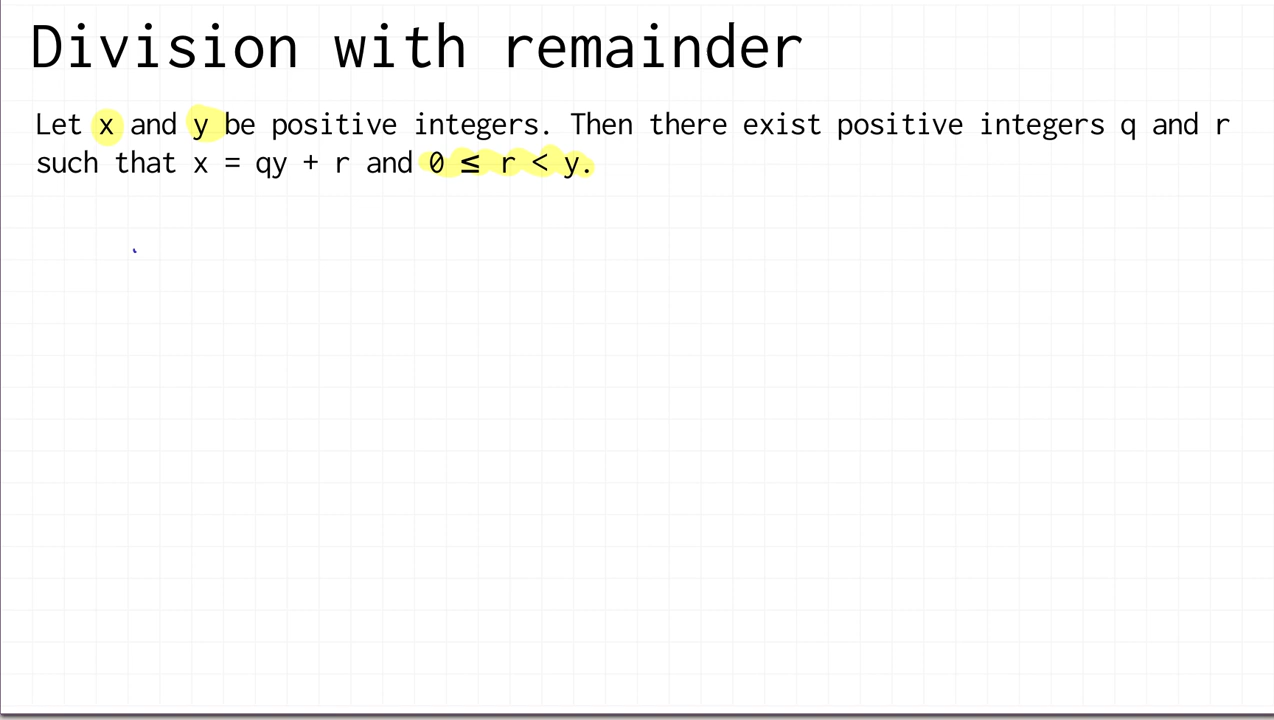 Division with remainder
Let x and y be positive integers. Then there exist positive integers q and r
such that x = qy + r and 0 ≤ r < y.